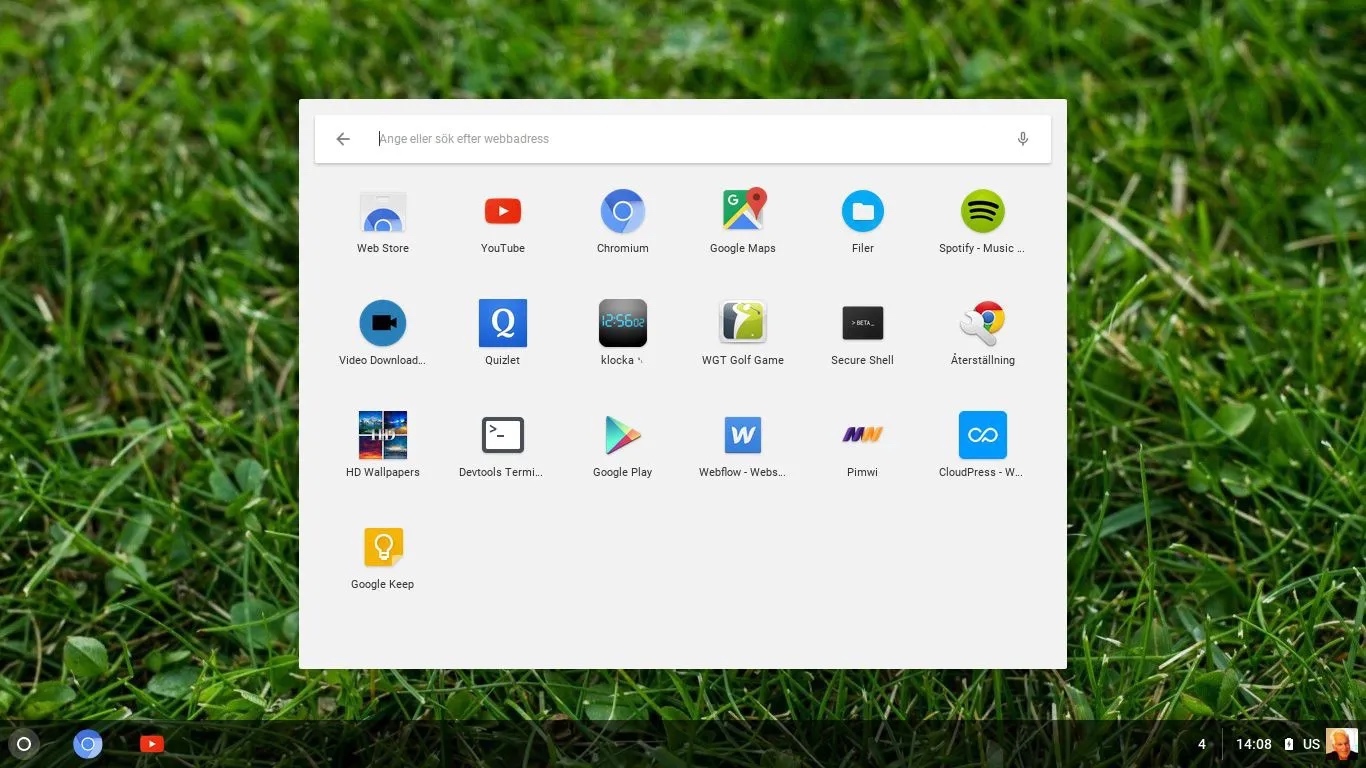 Ange eller sök efter webbadress
Web Store
YouTube
Chromium
G
Google Maps
Filer
Spotify - Music ...
Video Download...
Q
Quizlet
12:56 02
klocka
WGT Golf Game
> BETA_
Secure Shell
Återställning
HD
HD Wallpapers
>_
Devtools Termi...
Google Play
W
Webflow - Webs...
Pimwi
CloudPress - W...
Google Keep
4
14:08
US